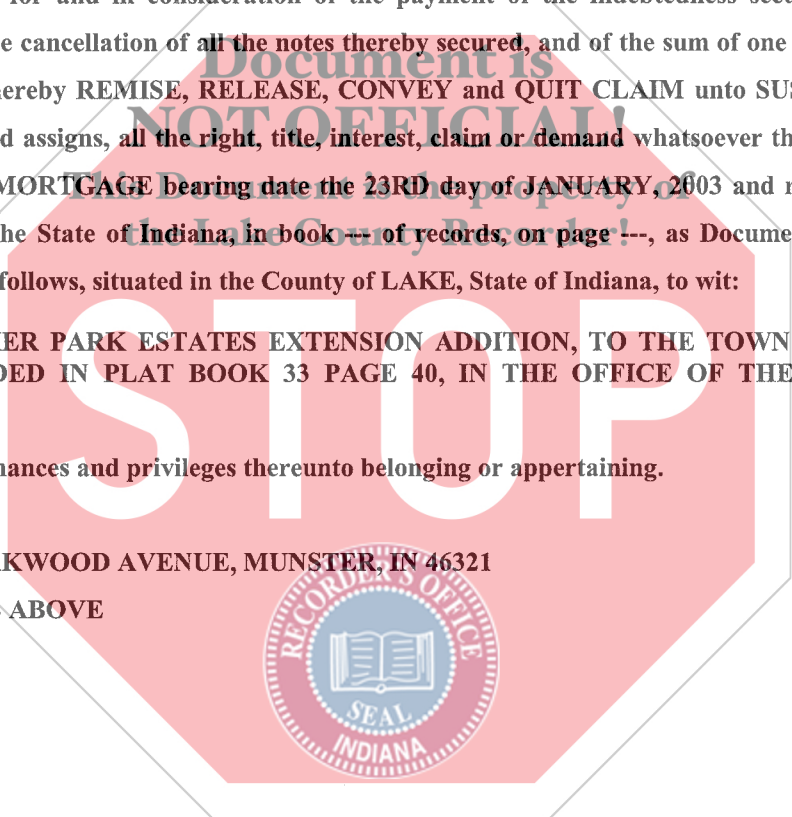 for and in consideration of the payment of the indebtedness secu
e cancellation of all the notes thereby secured, and of the sum of one
Document is
hereby REMISE, RELEASE, CONVEY and QUIT CLAIM unto SUS
NOT OFFICIAL!
d assigns, all the right, title, interest, claim or demand whatsoever th
This Document is the property of
MORTGAGE bearing date the 23RD day of JANUARY, 2003 and r
the Lake County Recorder!
he State of Indiana, in book --- of records, on page ---, as Docume
follows, situated in the County of LAKE, State of Indiana, to wit:
STOP
ER PARK ESTATES EXTENSION ADDITION, TO THE TOWN
DED IN PLAT BOOK 33 PAGE 40, IN THE OFFICE OF THE
nances and privileges thereunto belonging or appertaining.
KWOOD AVENUE, MUNSTER, IN 46321
ABOVE
RECORDER'S OFFICE
SEAL
INDIANA